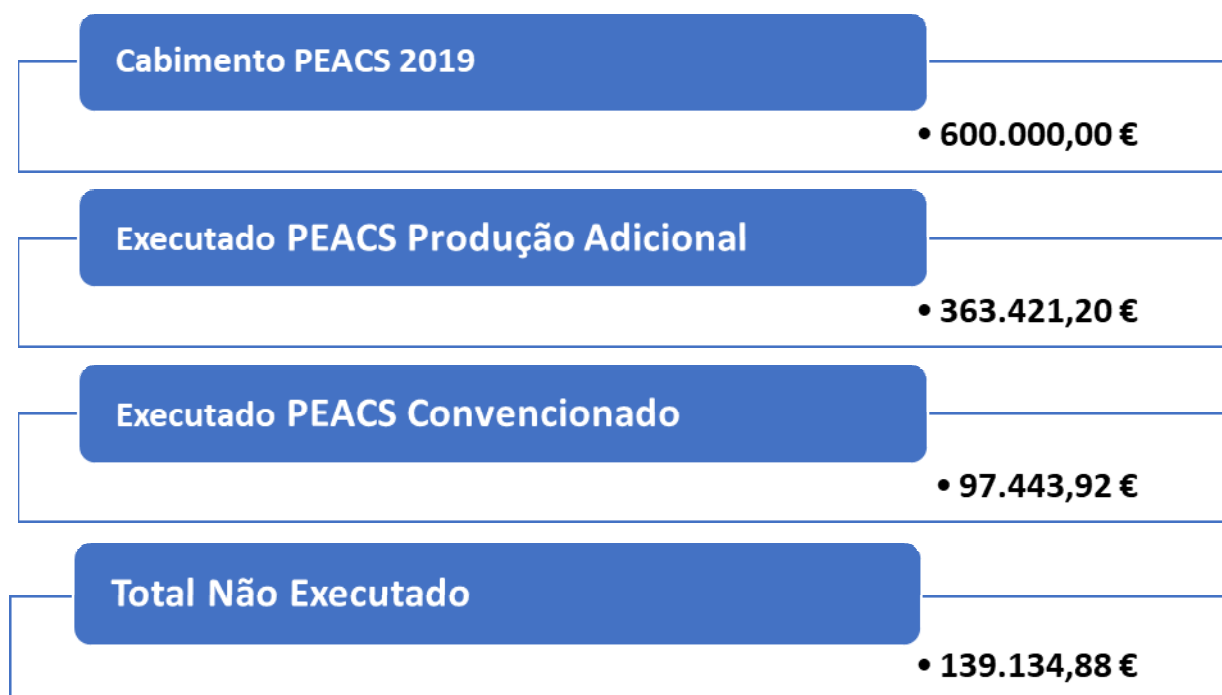 Cabimento PEACS 2019
• 600.000,00 €
Executado PEACS Produção Adicional
• 363.421,20 €
Executado PEACS Convencionado
• 97.443,92 €
Total Não Executado
• 139.134,88 €